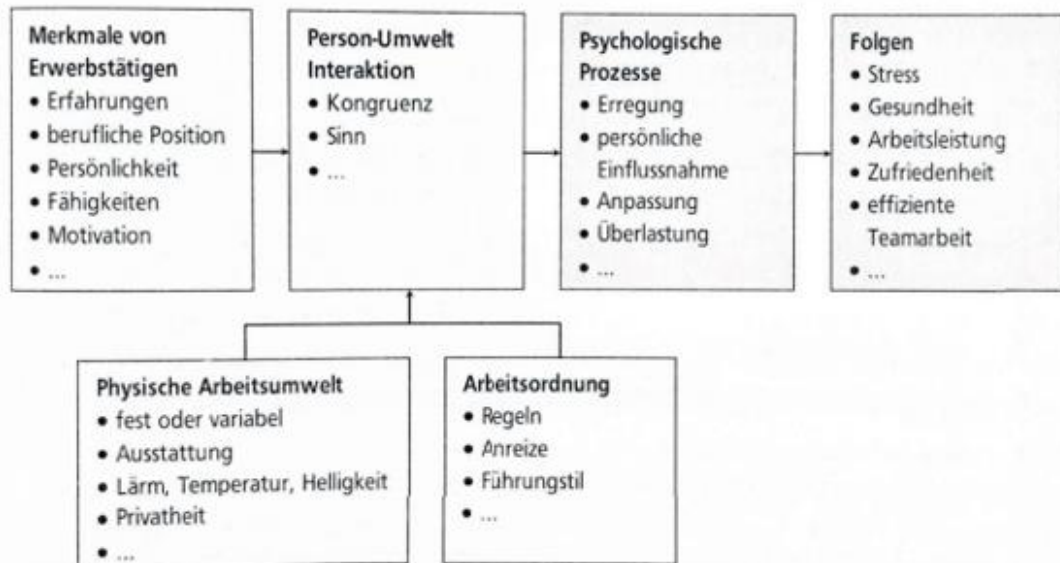 Merkmale von
Erwerbstätigen
• Erfahrungen
• berufliche Position
• Persönlichkeit
• Fähigkeiten
• Motivation
• ...
Person-Umwelt
Interaktion
• Kongruenz
• Sinn
• ...
Psychologische
Prozesse
• Erregung
• persönliche
Einflussnahme
• Anpassung
• Überlastung
• ...
Folgen
• Stress
• Gesundheit
• Arbeitsleistung
• Zufriedenheit
• effiziente
Teamarbeit
• ...
Physische Arbeitsumwelt
• fest oder variabel
• Ausstattung
• Lärm, Temperatur, Helligkeit
• Privatheit
• ...
Arbeitsordnung
• Regeln
• Anreize
• Führungstil
• ...